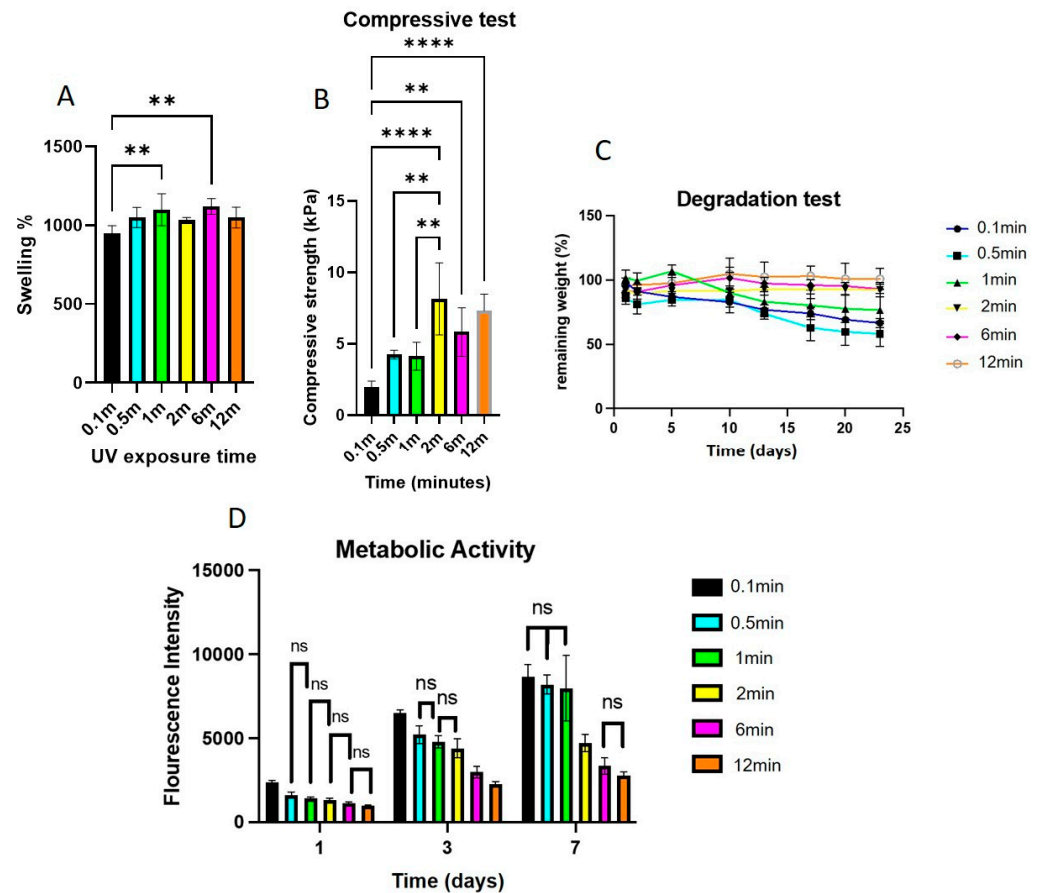 Compressive test
A
**
**
1500
1000
500
0
Swelling %
0.1m
0.5m
1m
2m
6m
12m
UV exposure time
B
****
**
****
**
**
15
10
5
0
Compressive strength (kPa)
0.1m
0.5m
1m
2m
6m
12m
Time (minutes)
C
Degradation test
150
100
50
0
remaining weight (%)
0
5
10
15
20
25
Time (days)
0.1min
0.5min
1min
2min
6min
12min
D
Metabolic Activity
15000
10000
5000
0
Flourescence Intensity
ns
ns
ns
ns
ns
ns
ns
ns
1
3
7
Time (days)
0.1min
0.5min
1min
2min
6min
12min